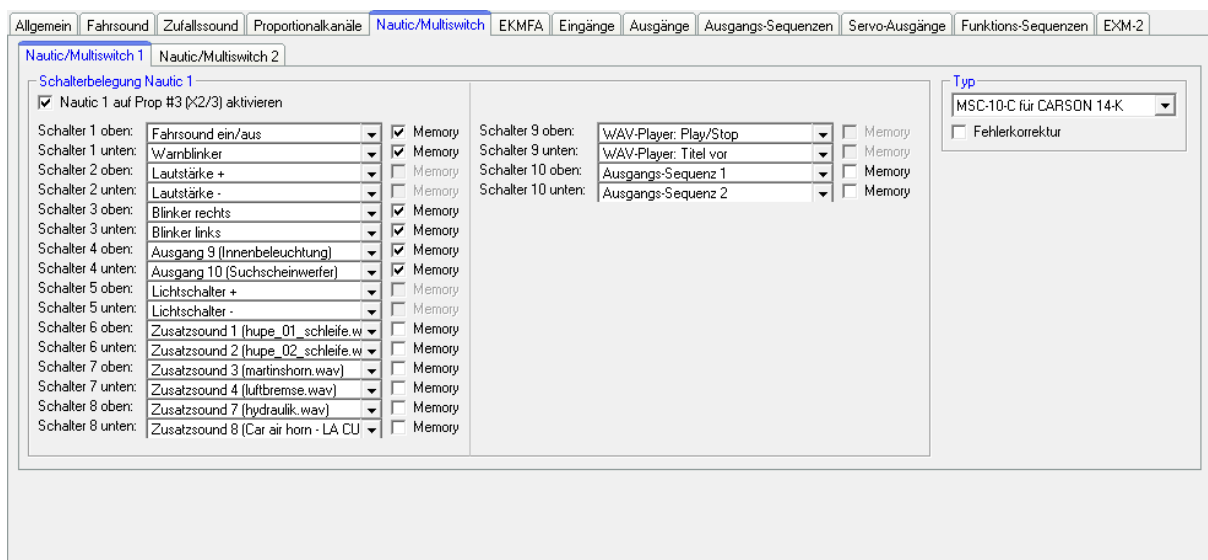 Allgemein Fahrsound Zufallssound Proportionalkanäle Nautic/Multiswitch EKMFA Eingänge Ausgänge Ausgangs-Sequenzen Servo-Ausgänge Funktions-Sequenzen EXM-2
Nautic/Multiswitch 1 Nautic/Multiswitch 2
Schalterbelegung Nautic 1
Nautic 1 auf Prop #3 (X2/3) aktivieren
Schalter 1 oben: Fahrsound ein/aus Memory
Schalter 1 unten: Warnblinker Memory
Schalter 2 oben: Lautstärke + Memory
Schalter 2 unten: Lautstärke - Memory
Schalter 3 oben: Blinker rechts Memory
Schalter 3 unten: Blinker links Memory
Schalter 4 oben: Ausgang 9 (Innenbeleuchtung) Memory
Schalter 4 unten: Ausgang 10 (Suchscheinwerfer) Memory
Schalter 5 oben: Lichtschalter + Memory
Schalter 5 unten: Lichtschalter - Memory
Schalter 6 oben: Zusatzsound 1 (hupe_01_schleife.w Memory
Schalter 6 unten: Zusatzsound 2 (hupe_02_schleife.w Memory
Schalter 7 oben: Zusatzsound 3 (martinshorn.wav) Memory
Schalter 7 unten: Zusatzsound 4 (luftbremse.wav) Memory
Schalter 8 oben: Zusatzsound 7 (hydraulik.wav) Memory
Schalter 8 unten: Zusatzsound 8 (Car air horn - LA CU Memory
Schalter 9 oben: WAV-Player: Play/Stop Memory
Schalter 9 unten: WAV-Player: Titel vor Memory
Schalter 10 oben: Ausgangs-Sequenz 1 Memory
Schalter 10 unten: Ausgangs-Sequenz 2 Memory
Typ
MSC-10-C für CARSON 14-K
Fehlerkorrektur